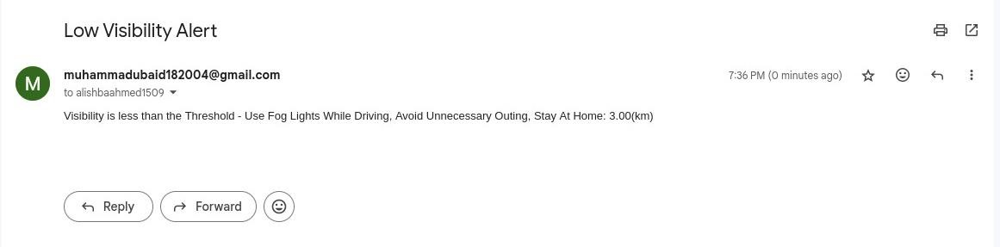 Low Visibility Alert
M
muhammadubaid182004@gmail.com
7:36 PM (0 minutes ago)
to alishbaahmed1509
Visibility is less than the Threshold - Use Fog Lights While Driving, Avoid Unnecessary Outing, Stay At Home: 3.00(km)
Reply
Forward